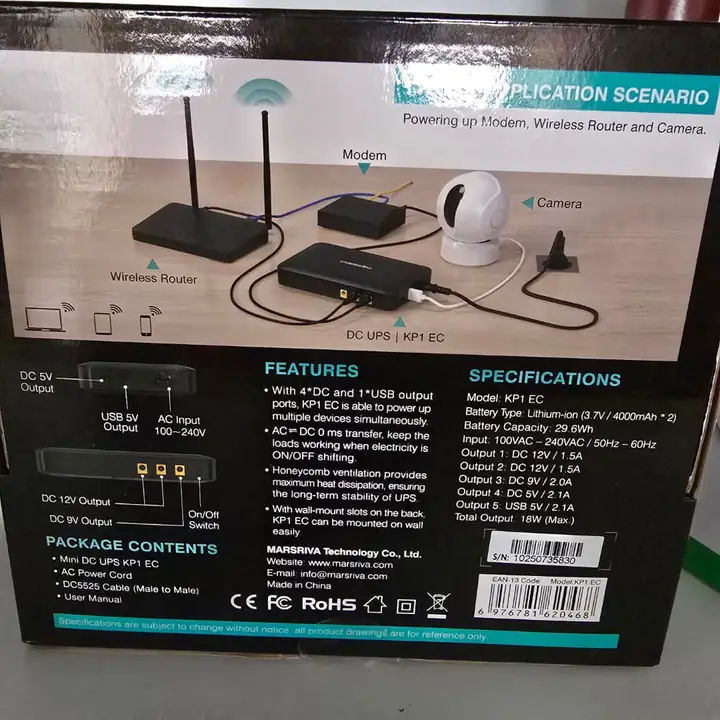 PLICATION SCENARIO
Powering up Modem, Wireless Router and Camera.
Modem
Camera
Wireless Router
MARSRIVA
DC UPS | KP1 EC
DC 5V
Output
USB 5V
Output
AC Input
100~240V
DC 12V Output
DC 9V Output
On/Off
Switch
PACKAGE CONTENTS
• Mini DC UPS KP1 EC
• AC Power Cord
• DC5525 Cable (Male to Male)
• User Manual
FEATURES
• With 4*DC and 1*USB output
ports, KP1 EC is able to power up
multiple devices simultaneously.
• AC⇌DC 0 ms transfer, keep the
loads working when electricity is
ON/OFF shifting.
• Honeycomb ventilation provides
maximum heat dissipation, ensuring
the long-term stability of UPS.
• With wall-mount slots on the back,
KP1 EC can be mounted on wall
easily.
MARSRIVA Technology Co., Ltd.
Website: www.marsriva.com
E-mail: info@marsriva.com
Made in China
CE FC RoHS
SPECIFICATIONS
Model: KP1 EC
Battery Type: Lithium-ion (3.7V / 4000mAh * 2)
Battery Capacity: 29.6Wh
Input: 100VAC – 240VAC / 50Hz – 60Hz
Output 1: DC 12V / 1.5A
Output 2: DC 12V / 1.5A
Output 3: DC 9V / 2.0A
Output 4: DC 5V / 2.1A
Output 5: USB 5V / 2.1A
Total Output: 18W (Max.)
S/N: 10250735830
EAN-13 Code Model:KP1 EC
6 976781 620468
Specifications are subject to change without notice, all product drawings are for reference only.